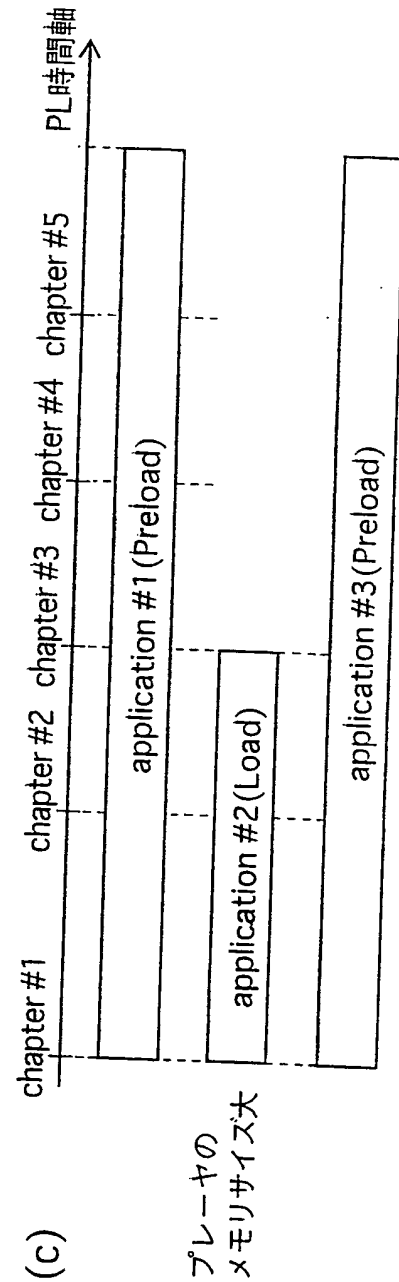 (c)
PL時間軸
chapter #1
chapter #2
chapter #3
chapter #4
chapter #5
application #1(Preload)
プレーヤの
メモリサイズ大
application #2(Load)
application #3(Preload)